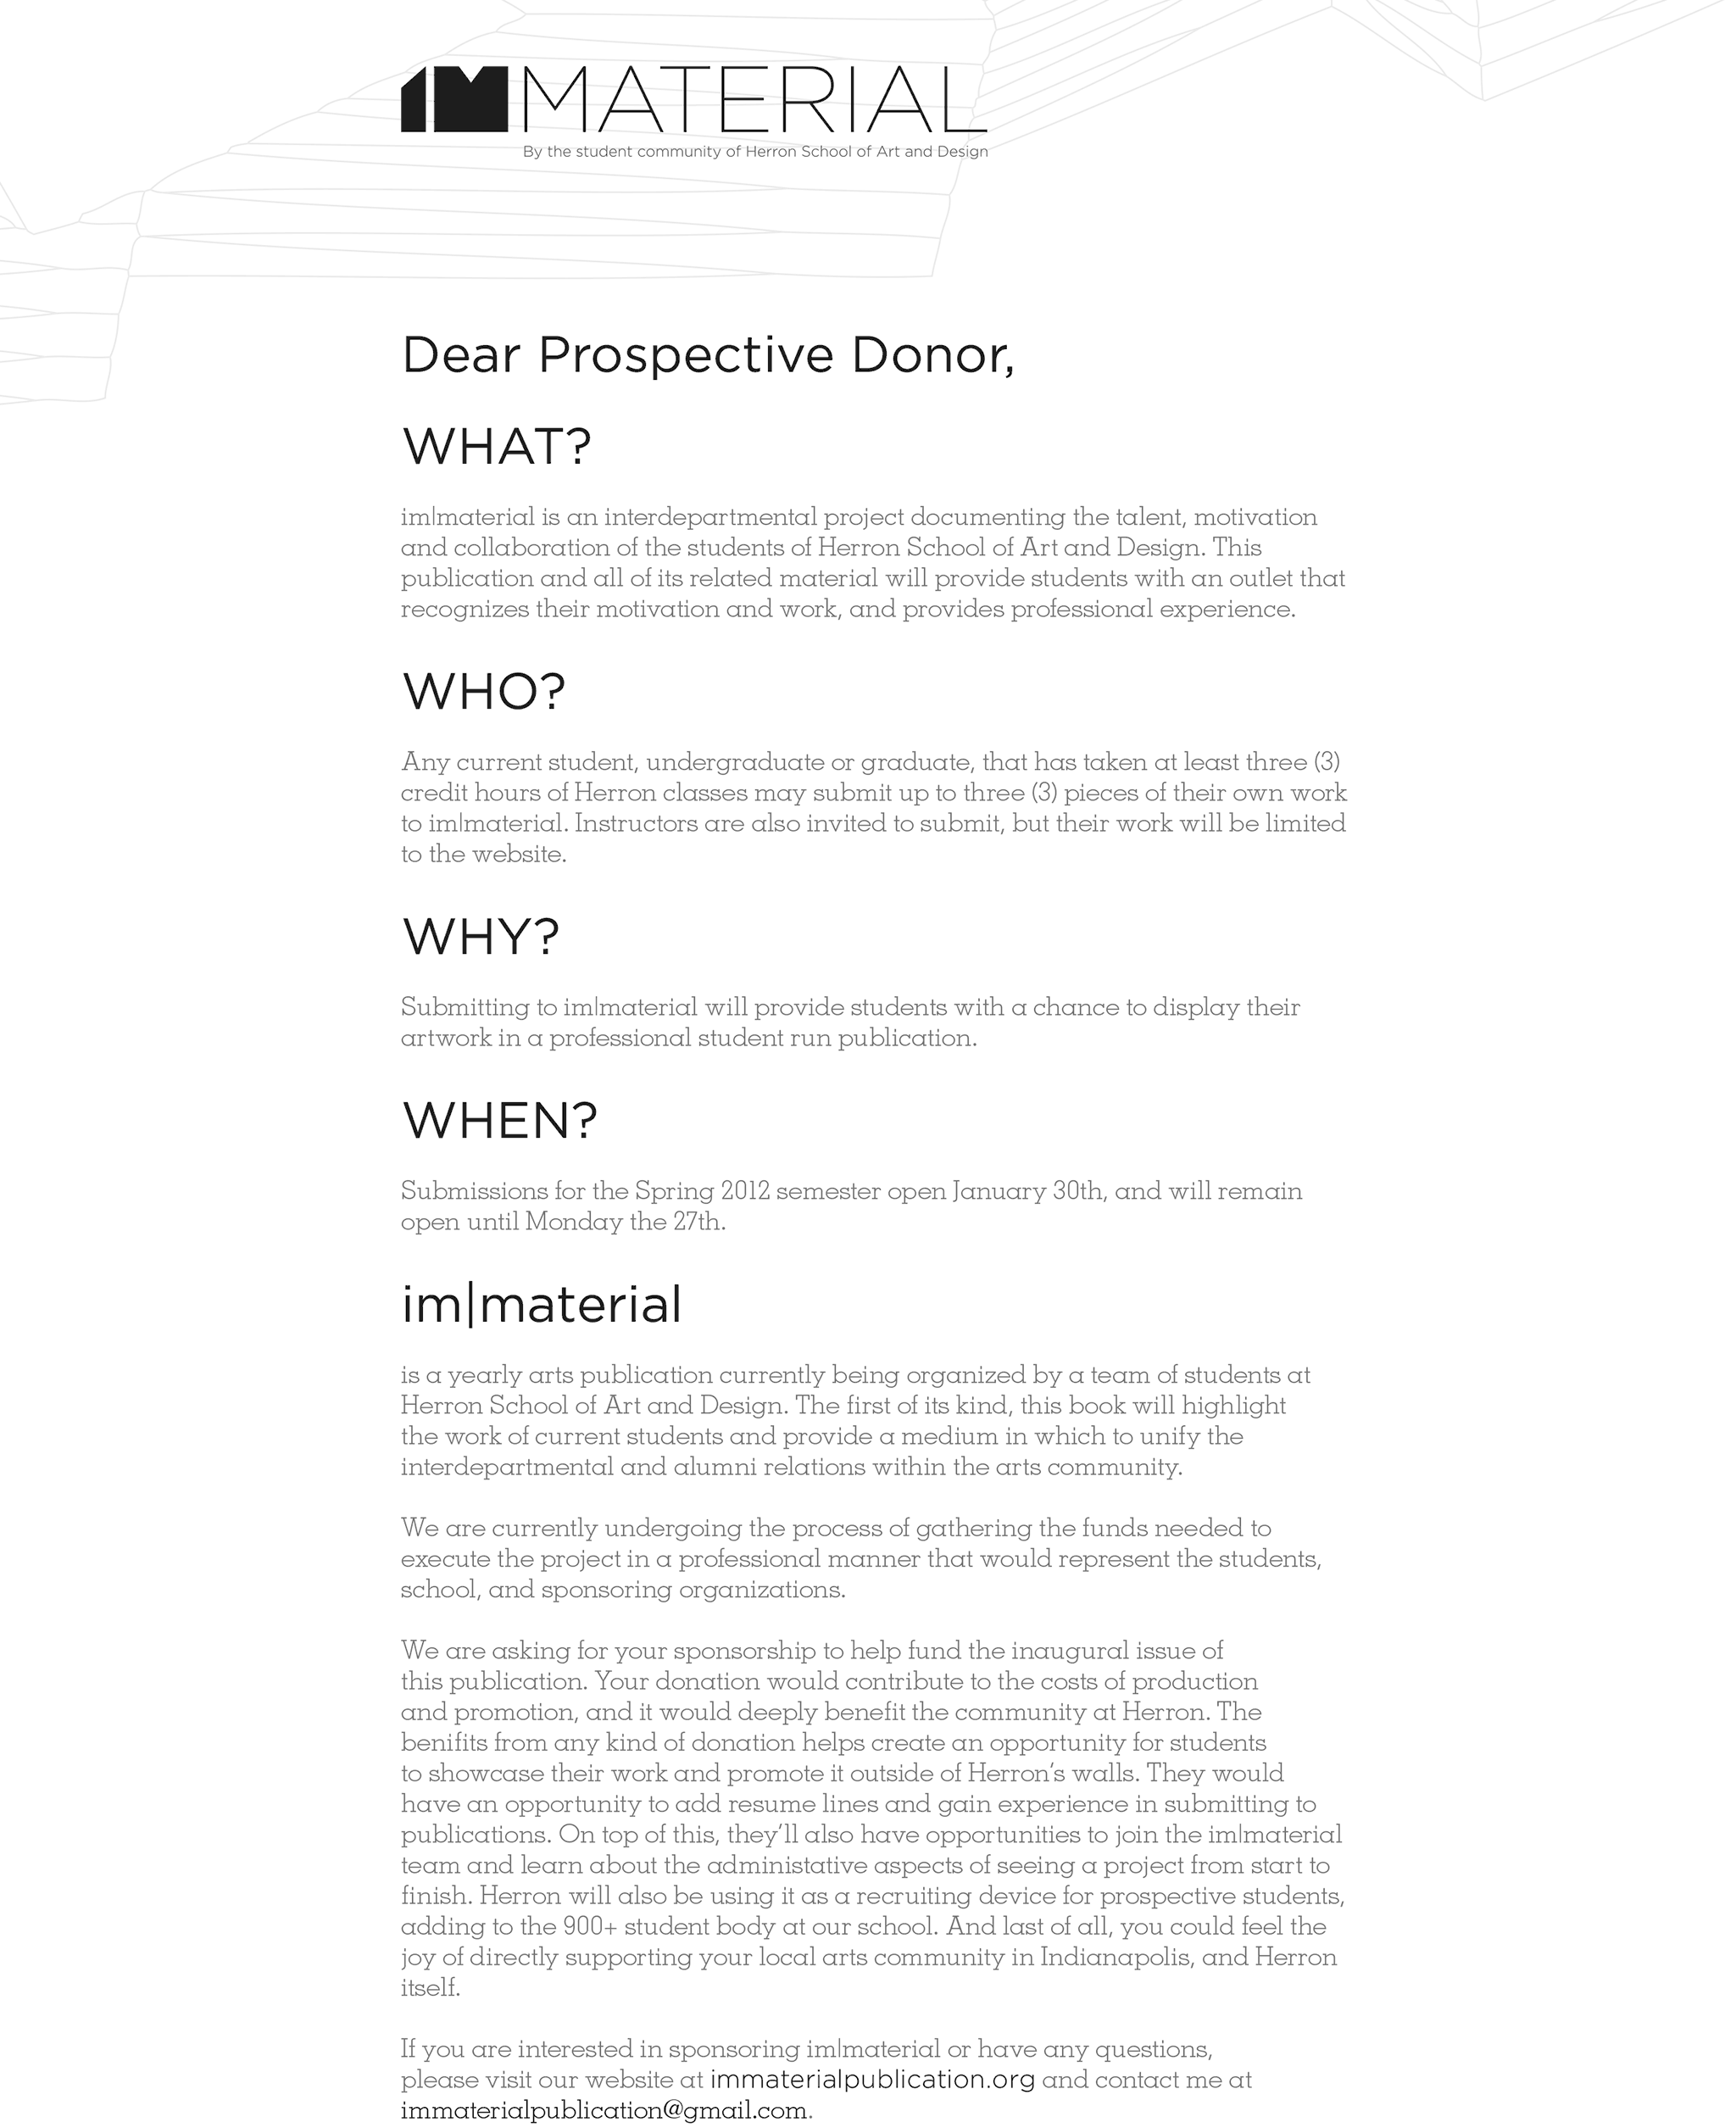 IMMATERIAL
By the student community of Herron School of Art and Design
Dear Prospective Donor,
WHAT?
im|material is an interdepartmental project documenting the talent, motivation
and collaboration of the students of Herron School of Art and Design. This
publication and all of its related material will provide students with an outlet that
recognizes their motivation and work, and provides professional experience.
WHO?
Any current student, undergraduate or graduate, that has taken at least three (3)
credit hours of Herron classes may submit up to three (3) pieces of their own work
to im|material. Instructors are also invited to submit, but their work will be limited
to the website.
WHY?
Submitting to im|material will provide students with a chance to display their
artwork in a professional student run publication.
WHEN?
Submissions for the Spring 2012 semester open January 30th, and will remain
open until Monday the 27th.
im|material
is a yearly arts publication currently being organized by a team of students at
Herron School of Art and Design. The first of its kind, this book will highlight
the work of current students and provide a medium in which to unify the
interdepartmental and alumni relations within the arts community.
We are currently undergoing the process of gathering the funds needed to
execute the project in a professional manner that would represent the students,
school, and sponsoring organizations.
We are asking for your sponsorship to help fund the inaugural issue of
this publication. Your donation would contribute to the costs of production
and promotion, and it would deeply benefit the community at Herron. The
benifits from any kind of donation helps create an opportunity for students
to showcase their work and promote it outside of Herron's walls. They would
have an opportunity to add resume lines and gain experience in submitting to
publications. On top of this, they'll also have opportunities to join the im|material
team and learn about the administative aspects of seeing a project from start to
finish. Herron will also be using it as a recruiting device for prospective students,
adding to the 900+ student body at our school. And last of all, you could feel the
joy of directly supporting your local arts community in Indianapolis, and Herron
itself.
If you are interested in sponsoring im|material or have any questions,
please visit our website at immaterialpublication.org and contact me at
immaterialpublication@gmail.com.